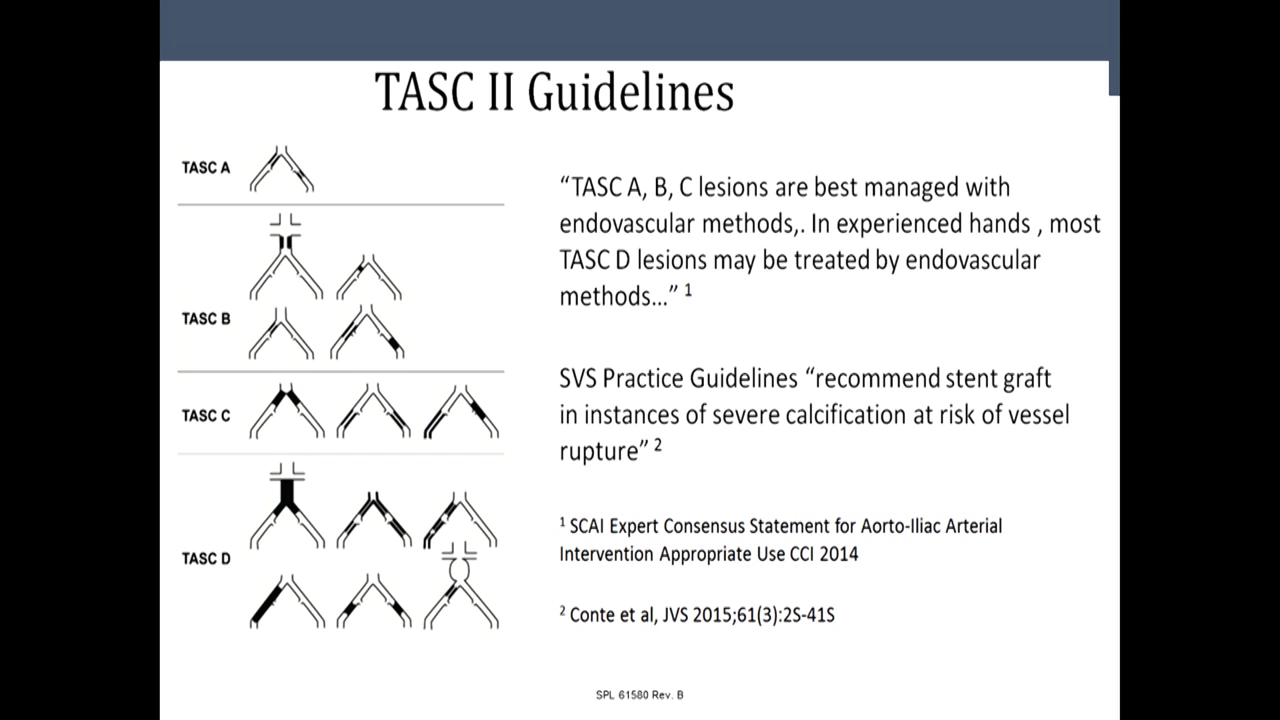 TASC II Guidelines
TASC A
TASC B
TASC C
TASC D
“TASC A, B, C lesions are best managed with
endovascular methods,. In experienced hands , most
TASC D lesions may be treated by endovascular
methods...” 1
SVS Practice Guidelines “recommend stent graft
in instances of severe calcification at risk of vessel
rupture” 2
1 SCAI Expert Consensus Statement for Aorto-Iliac Arterial
Intervention Appropriate Use CCI 2014
2 Conte et al, JVS 2015;61(3):2S-41S
SPL 61580 Rev. B